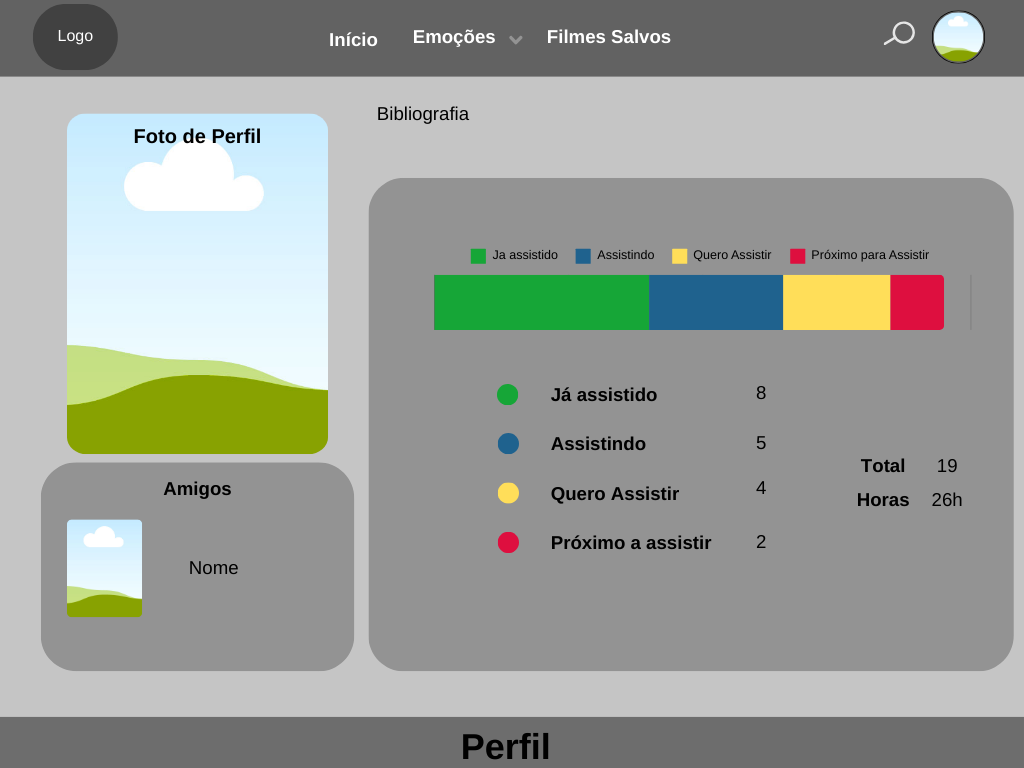 Logo
Início
Emoções
Filmes Salvos
Foto de Perfil
Bibliografia
Ja assistido
Assistindo
Quero Assistir
Próximo para Assistir
Já assistido 8
Assistindo 5
Quero Assistir 4
Próximo a assistir 2
Total 19
Horas 26h
Amigos
Nome
Perfil